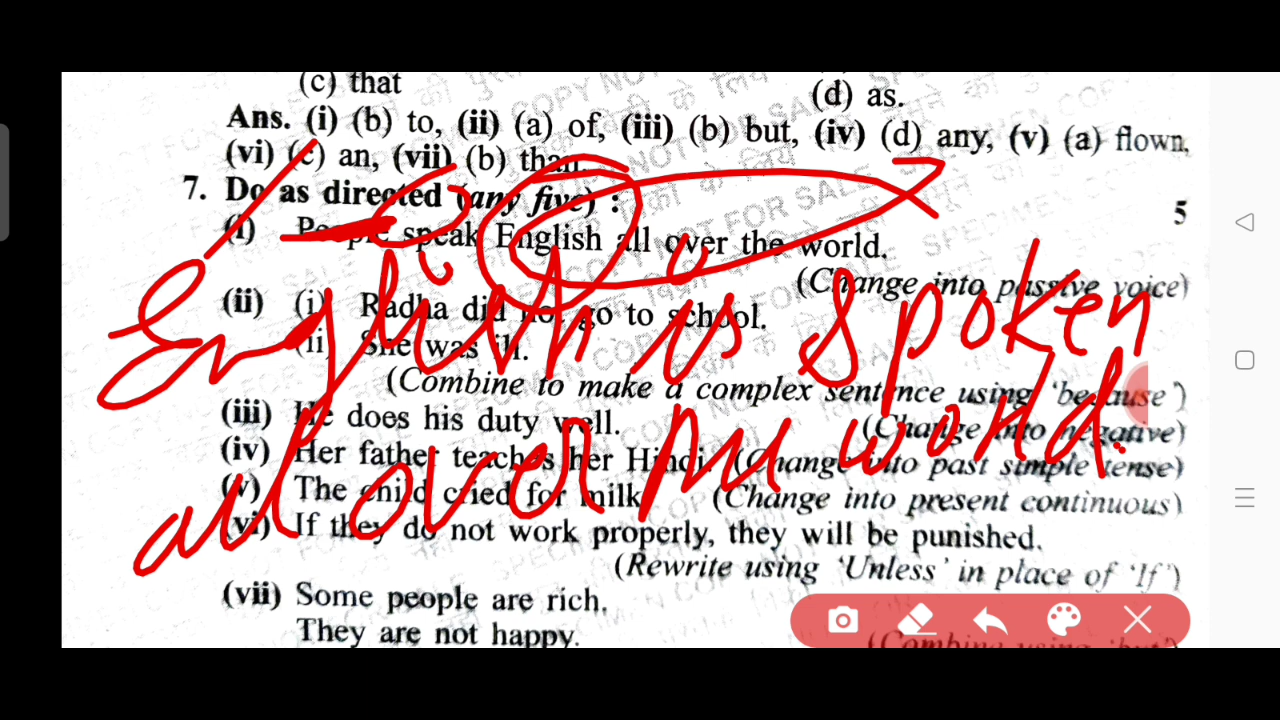 (c) that
(d) as.
Ans. (i) (b) to, (ii) (a) of, (iii) (b) but, (iv) (d) any, (v) (a) flown,
(vi) (c) an, (vii) (b) than.
7. Do as directed (any five) : 5
(i) People speak English all over the world.
(Change into passive voice)
(ii) (i) Radha did not go to school.
(ii) She was ill.
(Combine to make a complex sentence using 'because')
(iii) He does his duty well. (Change into negative)
(iv) Her father teaches her Hindi. (Change into past simple tense)
(v) The child cried for milk. (Change into present continuous)
(vi) If they do not work properly, they will be punished.
(Rewrite using 'Unless' in place of 'If')
(vii) Some people are rich.
They are not happy.
(Combine using 'but')
English is spoken
all over the world.